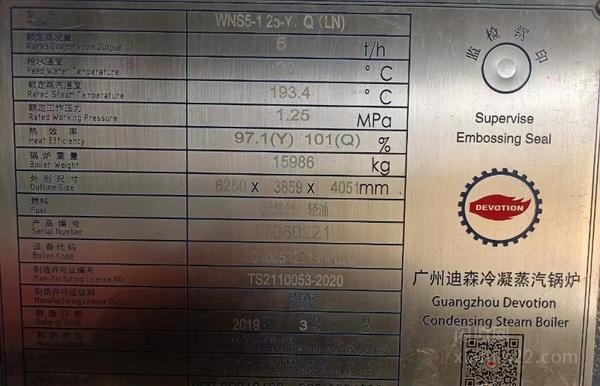 型号 WNS5-1.25-Y.Q(LN)
Model
额定蒸发量 5 t/h
Rated Evaporation Output
给水温度 °C
Feed Water Temperature
额定蒸汽温度 193.4 °C
Rated Steam Temperature
额定工作压力 1.25 MPa
Rated Working Pressure
热效率 97.1(Y) 101(Q) %
Heat Efficiency
锅炉重量 15986 kg
Boiler Weight
外形尺寸 6250 x 3859 x 4051 mm
Outline Size
燃料 轻油
Fuel
产品编号 17060221
Serial Number
设备代码
Boiler Code
制造许可证编号 TS2110053-2020
Manufacturing Licence NO.
制造许可证级别
Manufacturing Licence
制造日期 2019 3
Date of Built
监检钢印
Supervise
Embossing Seal
DEVOTION
广州迪森冷凝蒸汽锅炉
Guangzhou Devotion
Condensing Steam Boiler